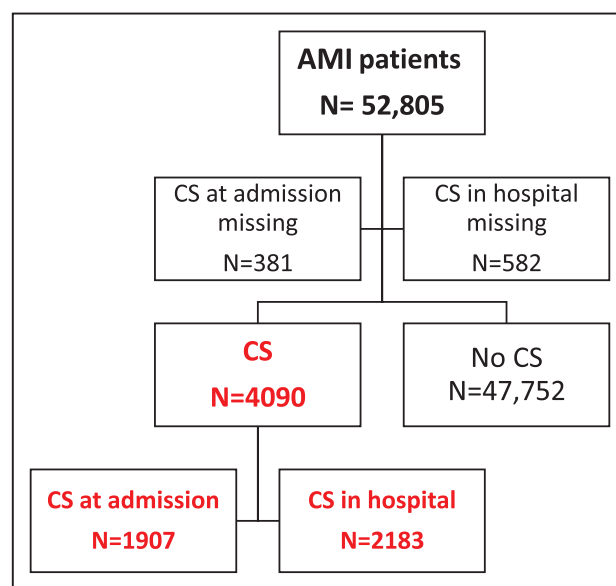 AMI patients
N= 52,805
CS at admission
missing
N=381
CS in hospital
missing
N=582
CS
N=4090
No CS
N=47,752
CS at admission
N=1907
CS in hospital
N=2183